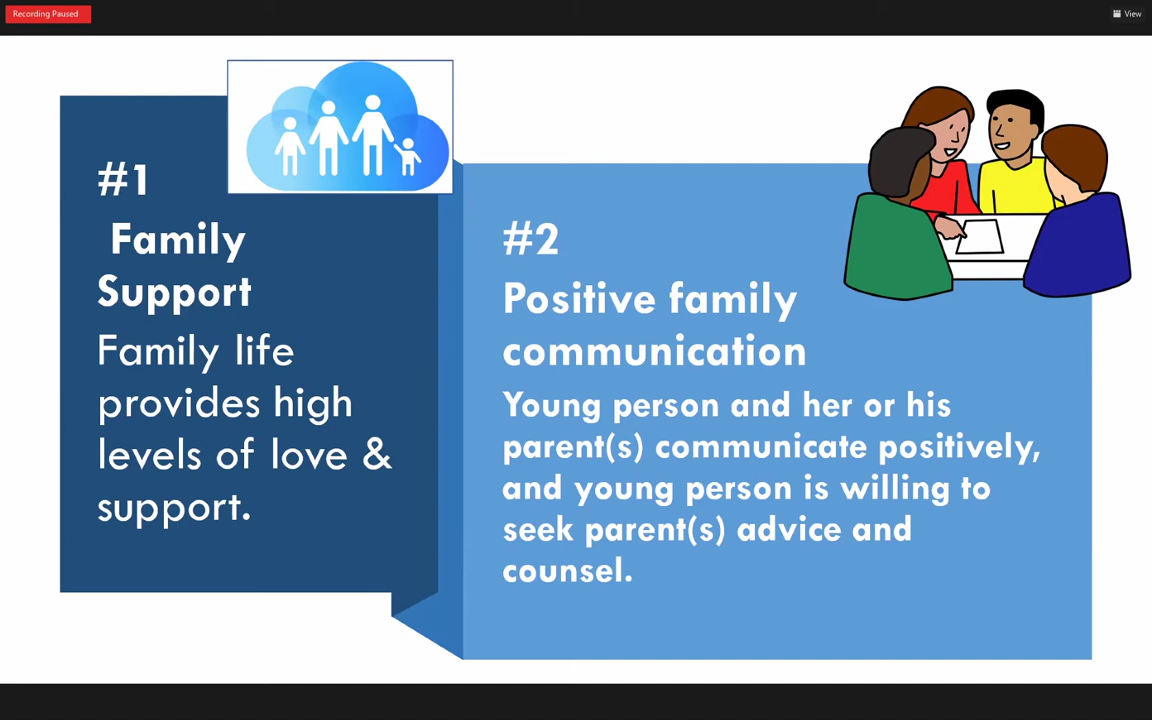 Recording Paused
View
#1
Family
Support
Family life
provides high
levels of love &
support.
#2
Positive family
communication
Young person and her or his
parent(s) communicate positively,
and young person is willing to
seek parent(s) advice and
counsel.